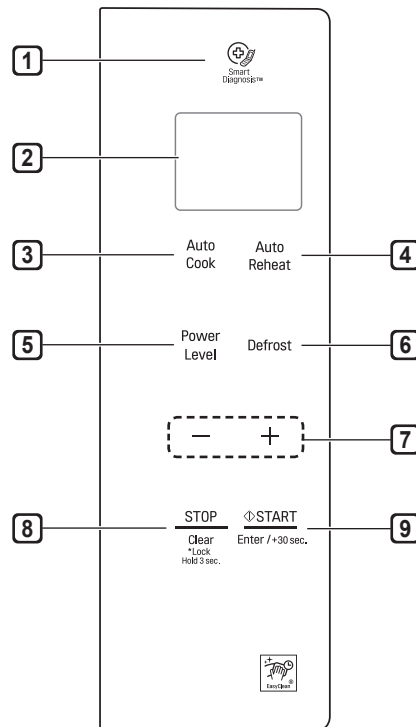 1
Smart
Diagnosis™
2
Auto
Cook
Auto
Reheat
3
4
Power
Level
Defrost
5
6
7
STOP
START
8
9
Clear
Enter /+30 sec.
*Lock
Hold 3 sec.
EasyClean®